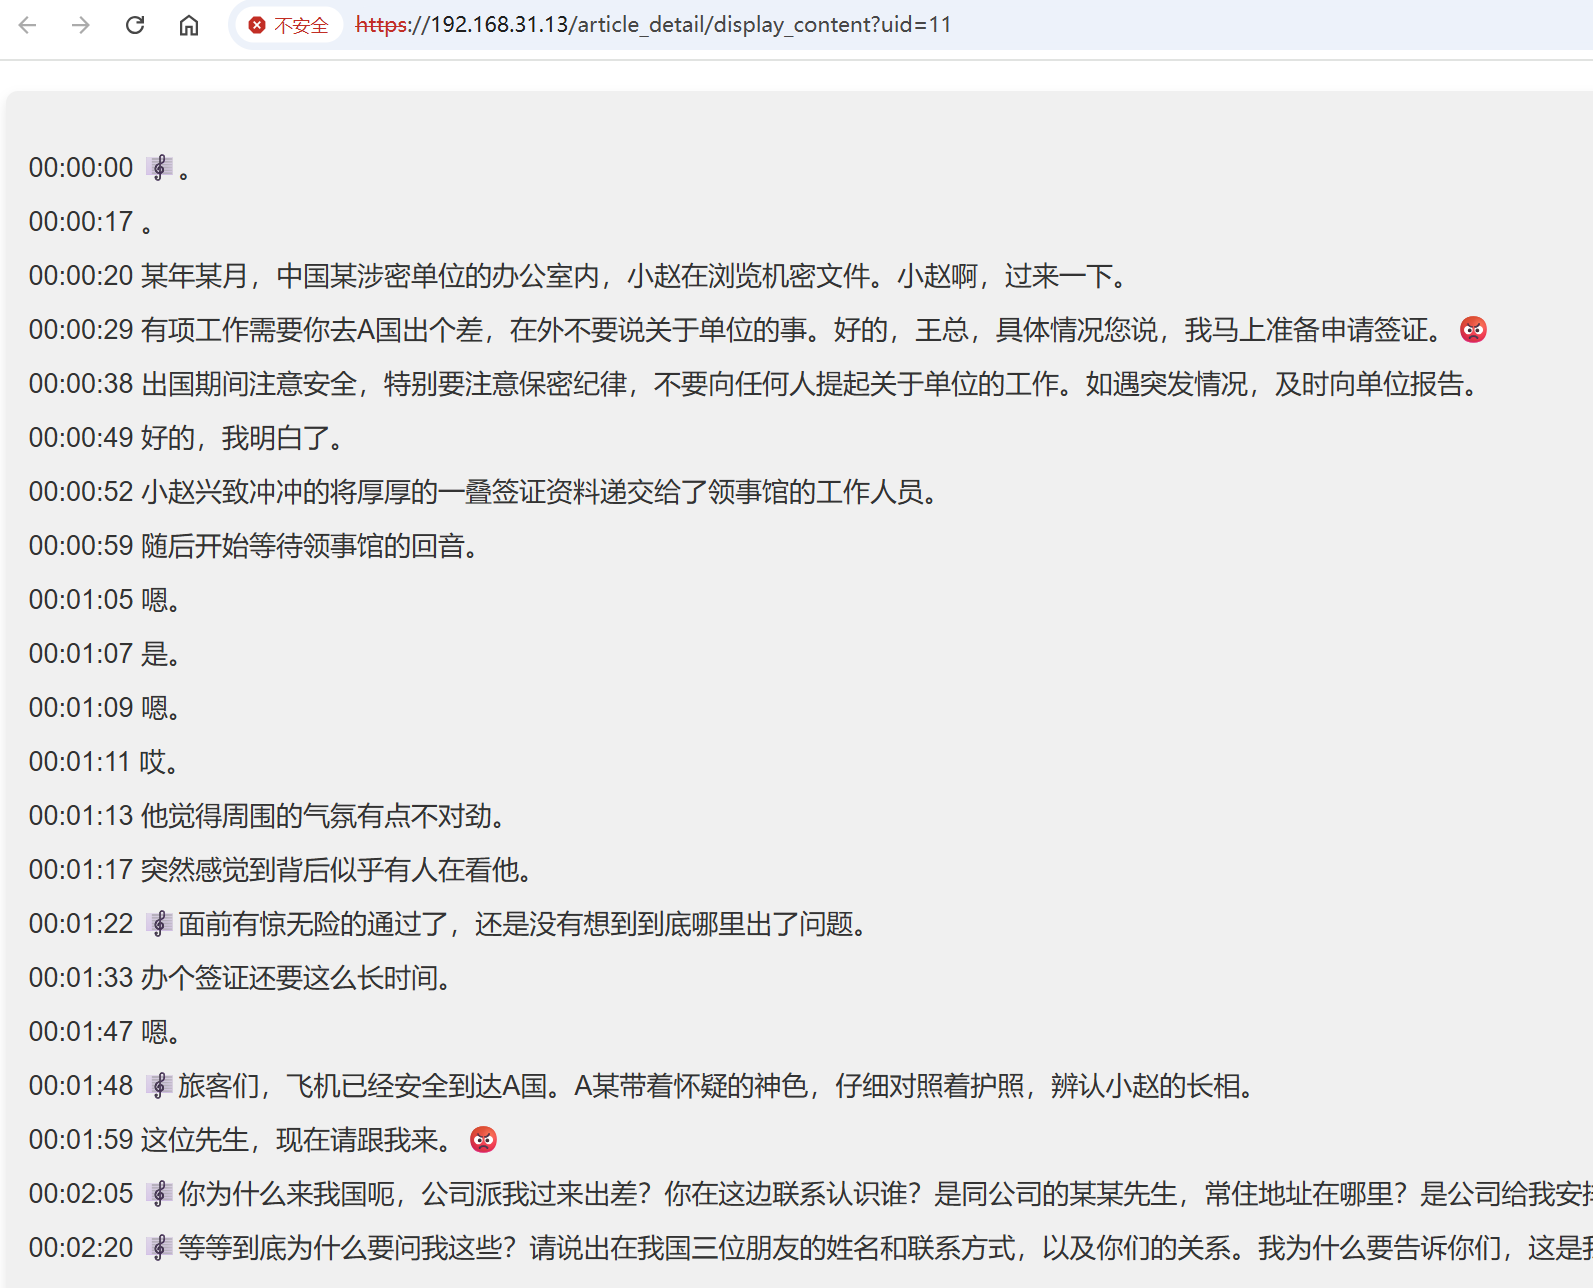 不安全 https://192.168.31.13/article_detail/display_content?uid=11
00:00:00 🎼。
00:00:17 。
00:00:20 某年某月，中国某涉密单位的办公室内，小赵在浏览机密文件。小赵啊，过来一下。
00:00:29 有项工作需要你去A国出个差，在外不要说关于单位的事。好的，王总，具体情况您说，我马上准备申请签证。😡
00:00:38 出国期间注意安全，特别要注意保密纪律，不要向任何人提起关于单位的工作。如遇突发情况，及时向单位报告。
00:00:49 好的，我明白了。
00:00:52 小赵兴致冲冲的将厚厚的一叠签证资料递交给了领事馆的工作人员。
00:00:59 随后开始等待领事馆的回音。
00:01:05 嗯。
00:01:07 是。
00:01:09 嗯。
00:01:11 哎。
00:01:13 他觉得周围的气氛有点不对劲。
00:01:17 突然感觉到背后似乎有人在看他。
00:01:22 🎼面前有惊无险的通过了，还是没有想到到底哪里出了问题。
00:01:33 办个签证还要这么长时间。
00:01:47 嗯。
00:01:48 🎼旅客们，飞机已经安全到达A国。A某带着怀疑的神色，仔细对照着护照，辨认小赵的长相。
00:01:59 这位先生，现在请跟我来。😡
00:02:05 🎼你为什么来我国呃，公司派我过来出差？你在这边联系认识谁？是同公司的某某先生，常住地址在哪里？是公司给我安
00:02:20 🎼等等到底为什么要问我这些？请说出在我国三位朋友的姓名和联系方式，以及你们的关系。我为什么要告诉你们，这是